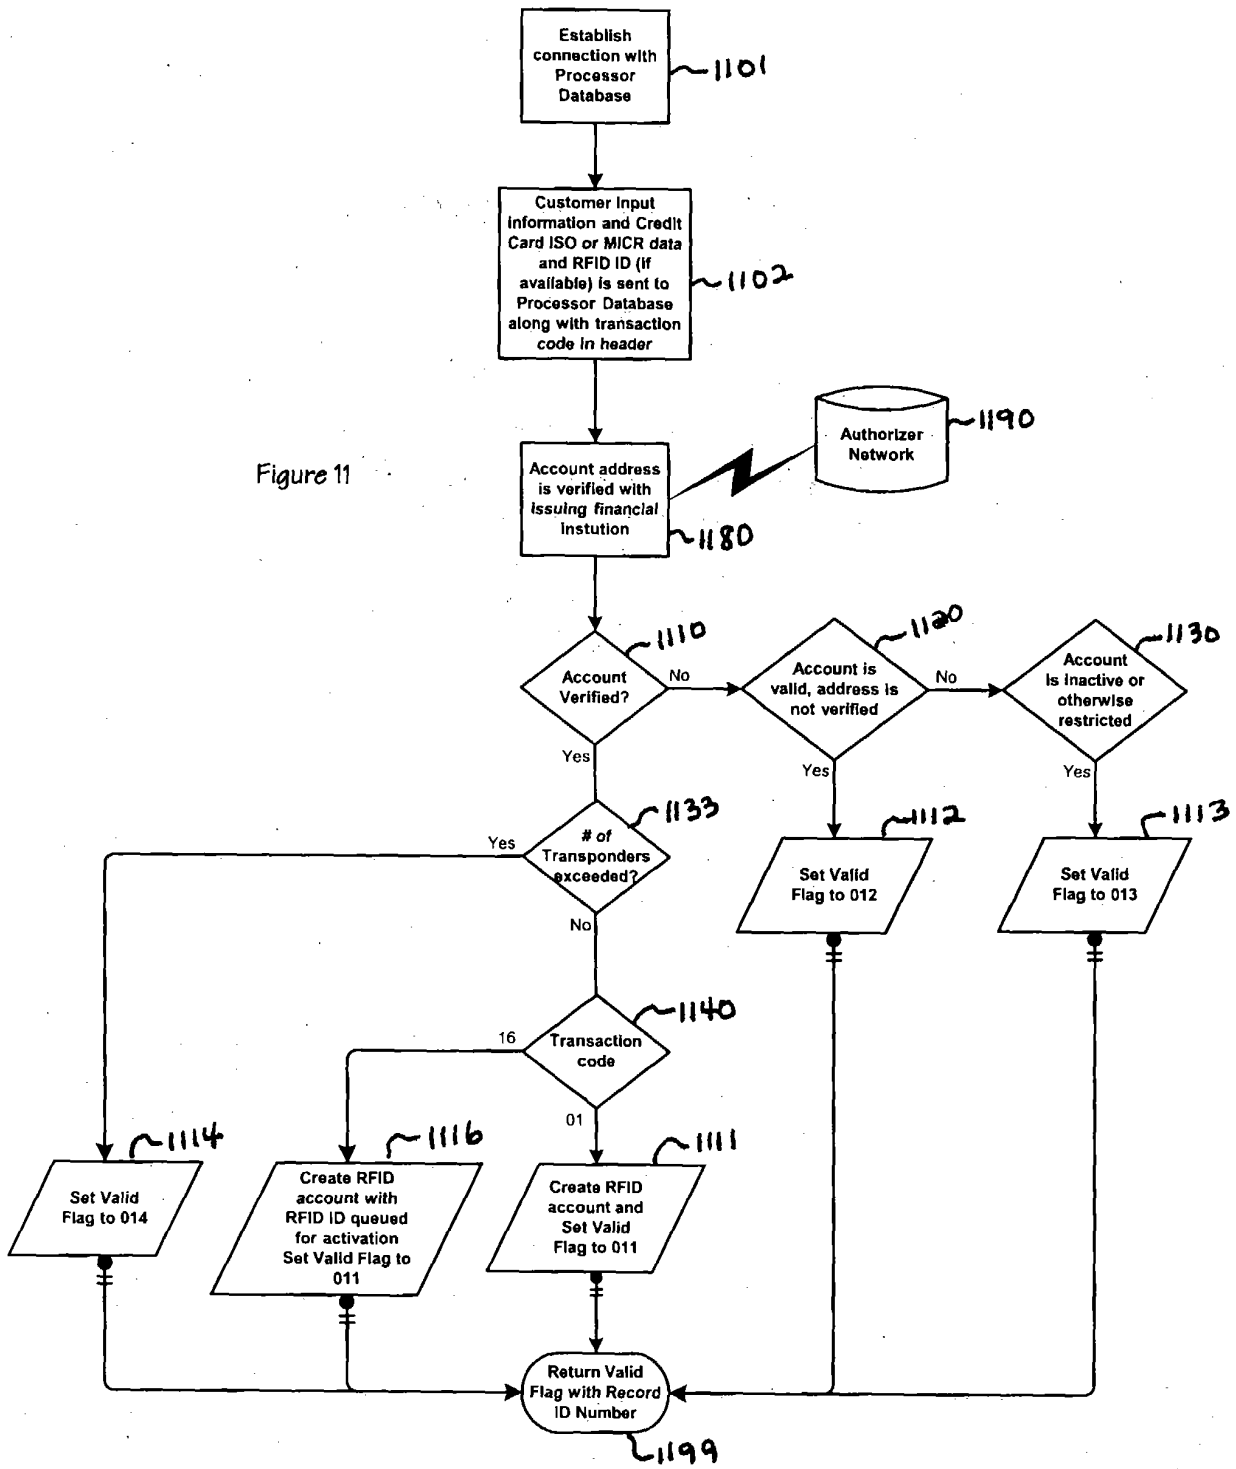 Establish
connection with
Processor
Database
1101
Customer Input
information and Credit
Card ISO or MICR data
and RFID ID (if
available) is sent to
Processor Database
along with transaction
code in header
1102
Authorizer
Network
1190
Figure 11
Account address
is verified with
issuing financial
instution
1180
Account
Verified?
1110
No
Account is
valid, address is
not verified
1120
No
Account
is inactive or
otherwise
restricted
1130
Yes
Yes
Yes
# of
Transponders
exceeded?
1133
Yes
No
Set Valid
Flag to 012
1112
Set Valid
Flag to 013
1113
Transaction
code
1140
16
01
Set Valid
Flag to 014
1114
Create RFID
account with
RFID ID queued
for activation
Set Valid Flag to
011
1116
Create RFID
account and
Set Valid
Flag to 011
1111
Return Valid
Flag with Record
ID Number
1199